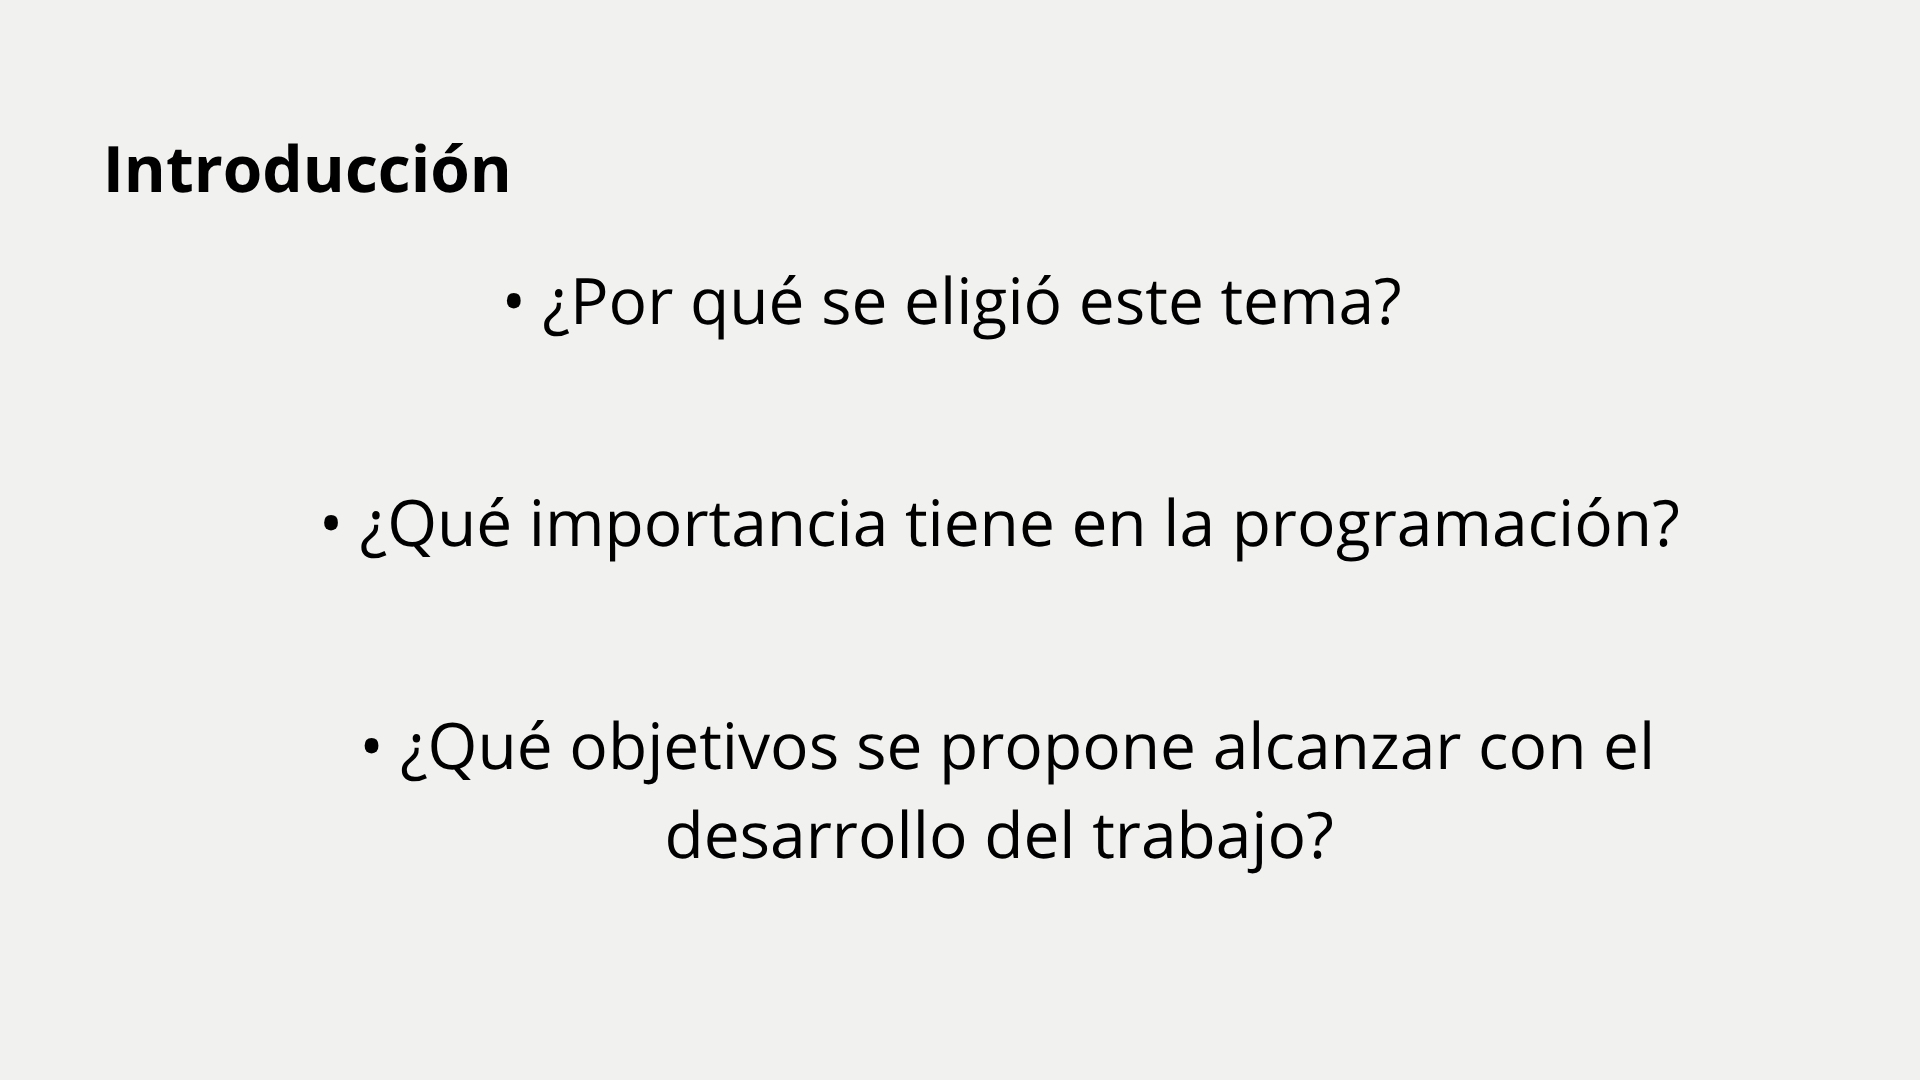 Introducción
• ¿Por qué se eligió este tema?
• ¿Qué importancia tiene en la programación?
• ¿Qué objetivos se propone alcanzar con el
desarrollo del trabajo?